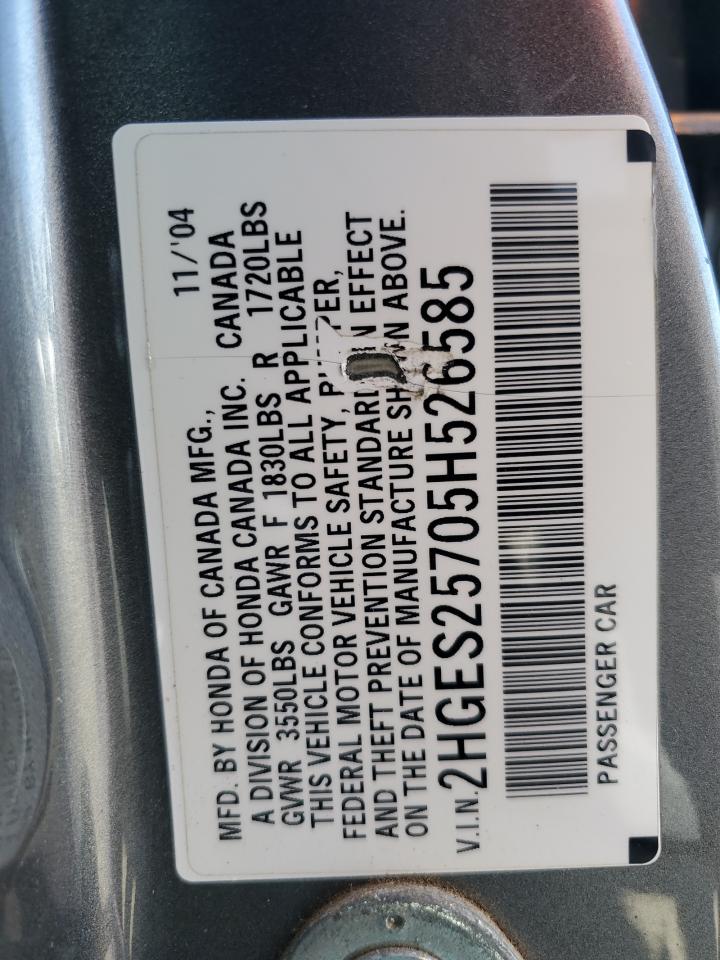 11/'04
MFD. BY HONDA OF CANADA MFG.,
A DIVISION OF HONDA CANADA INC. CANADA
GVWR 3550LBS GAWR F 1830LBS R 1720LBS
THIS VEHICLE CONFORMS TO ALL APPLICABLE
FEDERAL MOTOR VEHICLE SAFETY,
AND THEFT PREVENTION IN EFFECT
ON THE DATE OF MANUFACTURE ABOVE.
V.I.N. 2HGES25705H526585
PASSENGER CAR